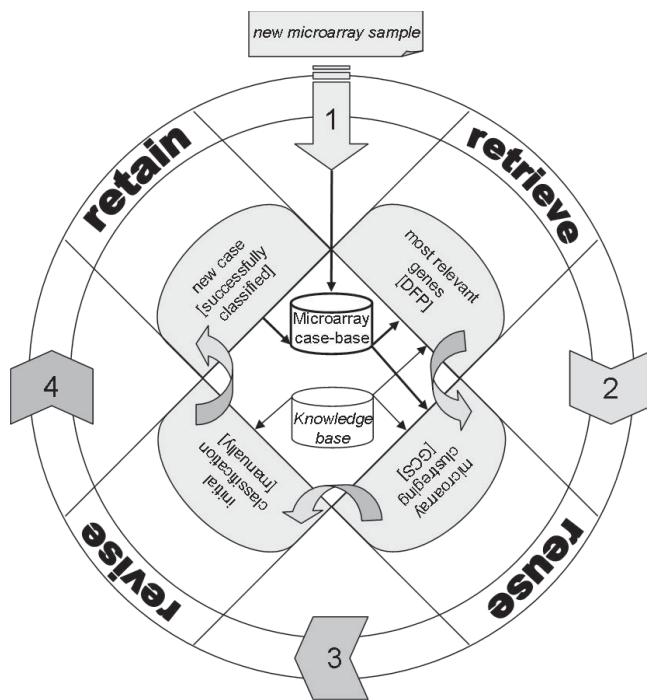 new microarray sample
1
retain
retrieve
new case
[successfully
classified]
most relevant
genes
[DFP]
Microarray
case-base
4
2
Knowledge
base
initial
classification
[manually]
microarray
clustreging
[GCS]
revise
reuse
3